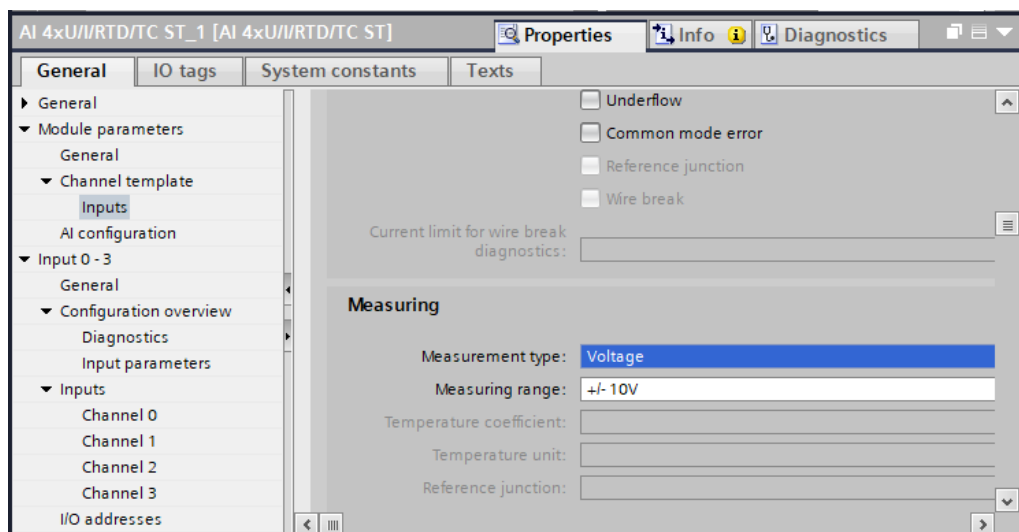 AI 4xU/I/RTD/TC ST_1 [AI 4xU/I/RTD/TC ST]
Properties
Info
Diagnostics
General
IO tags
System constants
Texts
General
Module parameters
General
Channel template
Inputs
AI configuration
Input 0 - 3
General
Configuration overview
Diagnostics
Input parameters
Inputs
Channel 0
Channel 1
Channel 2
Channel 3
I/O addresses
Underflow
Common mode error
Reference junction
Wire break
Current limit for wire break
diagnostics:
Measuring
Measurement type: Voltage
Measuring range: +/- 10V
Temperature coefficient:
Temperature unit:
Reference junction: